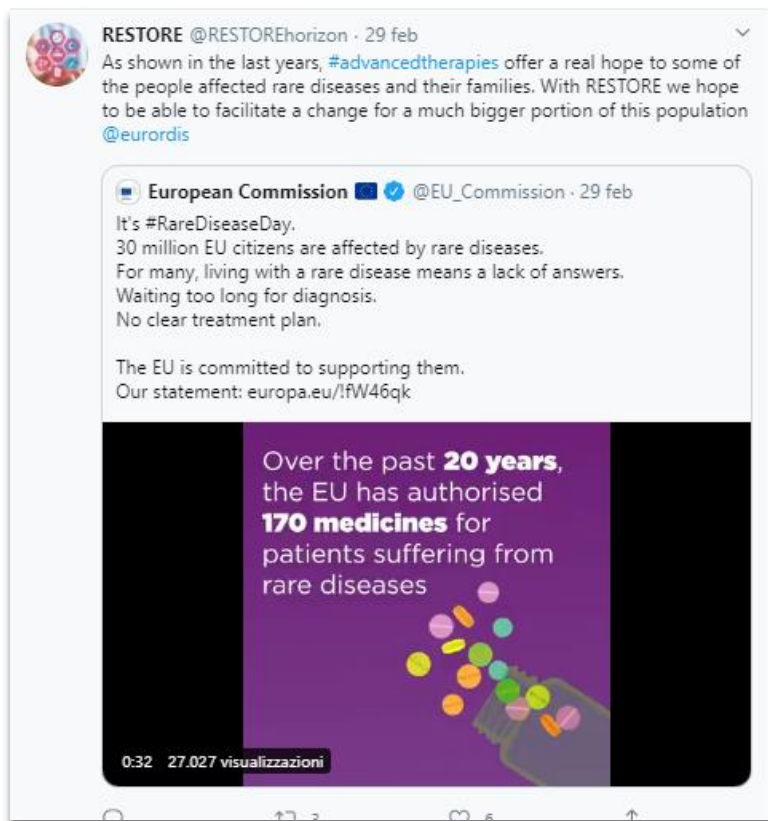 RESTORE @RESTOREhorizon · 29 feb
As shown in the last years, #advancedtherapies offer a real hope to some of
the people affected rare diseases and their families. With RESTORE we hope
to be able to facilitate a change for a much bigger portion of this population
@eurordis
European Commission @EU_Commission · 29 feb
It's #RareDiseaseDay.
30 million EU citizens are affected by rare diseases.
For many, living with a rare disease means a lack of answers.
Waiting too long for diagnosis.
No clear treatment plan.
The EU is committed to supporting them.
Our statement: europa.eu/!fW46qk
Over the past 20 years,
the EU has authorised
170 medicines for
patients suffering from
rare diseases
0:32 27.027 visualizzazioni